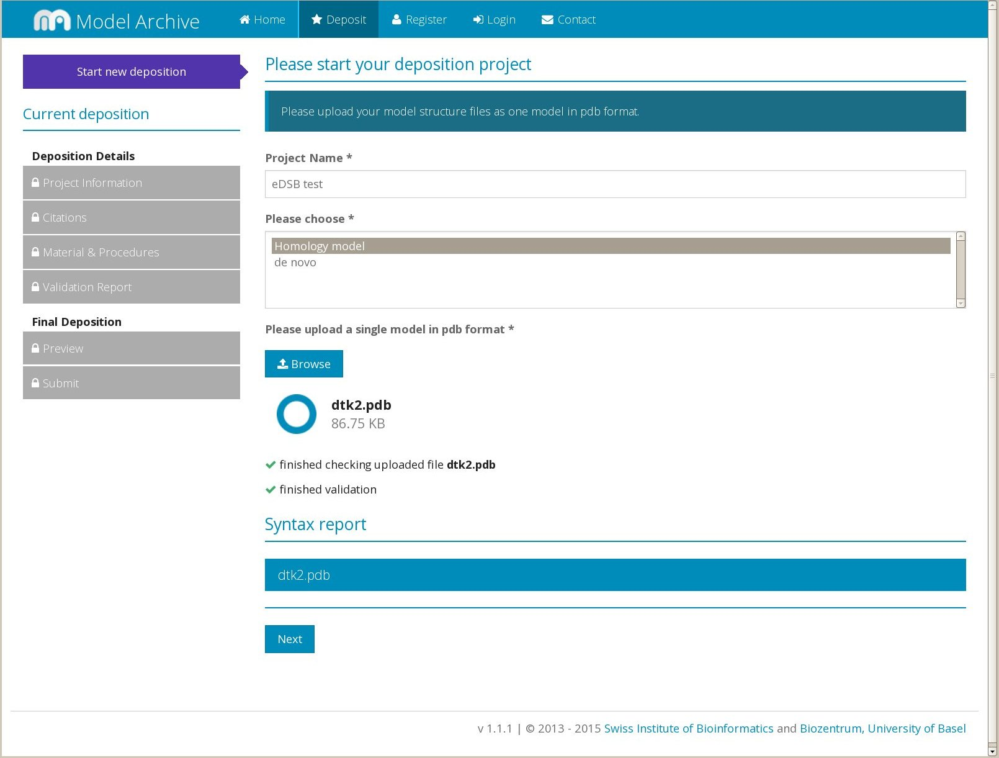 Model Archive
Home
Deposit
Register
Login
Contact
Start new deposition
Current deposition
Deposition Details
Project Information
Citations
Material & Procedures
Validation Report
Final Deposition
Preview
Submit
Please start your deposition project
Please upload your model structure files as one model in pdb format.
Project Name *
eDSB test
Please choose *
Homology model
de novo
Please upload a single model in pdb format *
Browse
dtk2.pdb
86.75 KB
finished checking uploaded file dtk2.pdb
finished validation
Syntax report
dtk2.pdb
Next
v 1.1.1 | © 2013 - 2015 Swiss Institute of Bioinformatics and Biozentrum, University of Basel